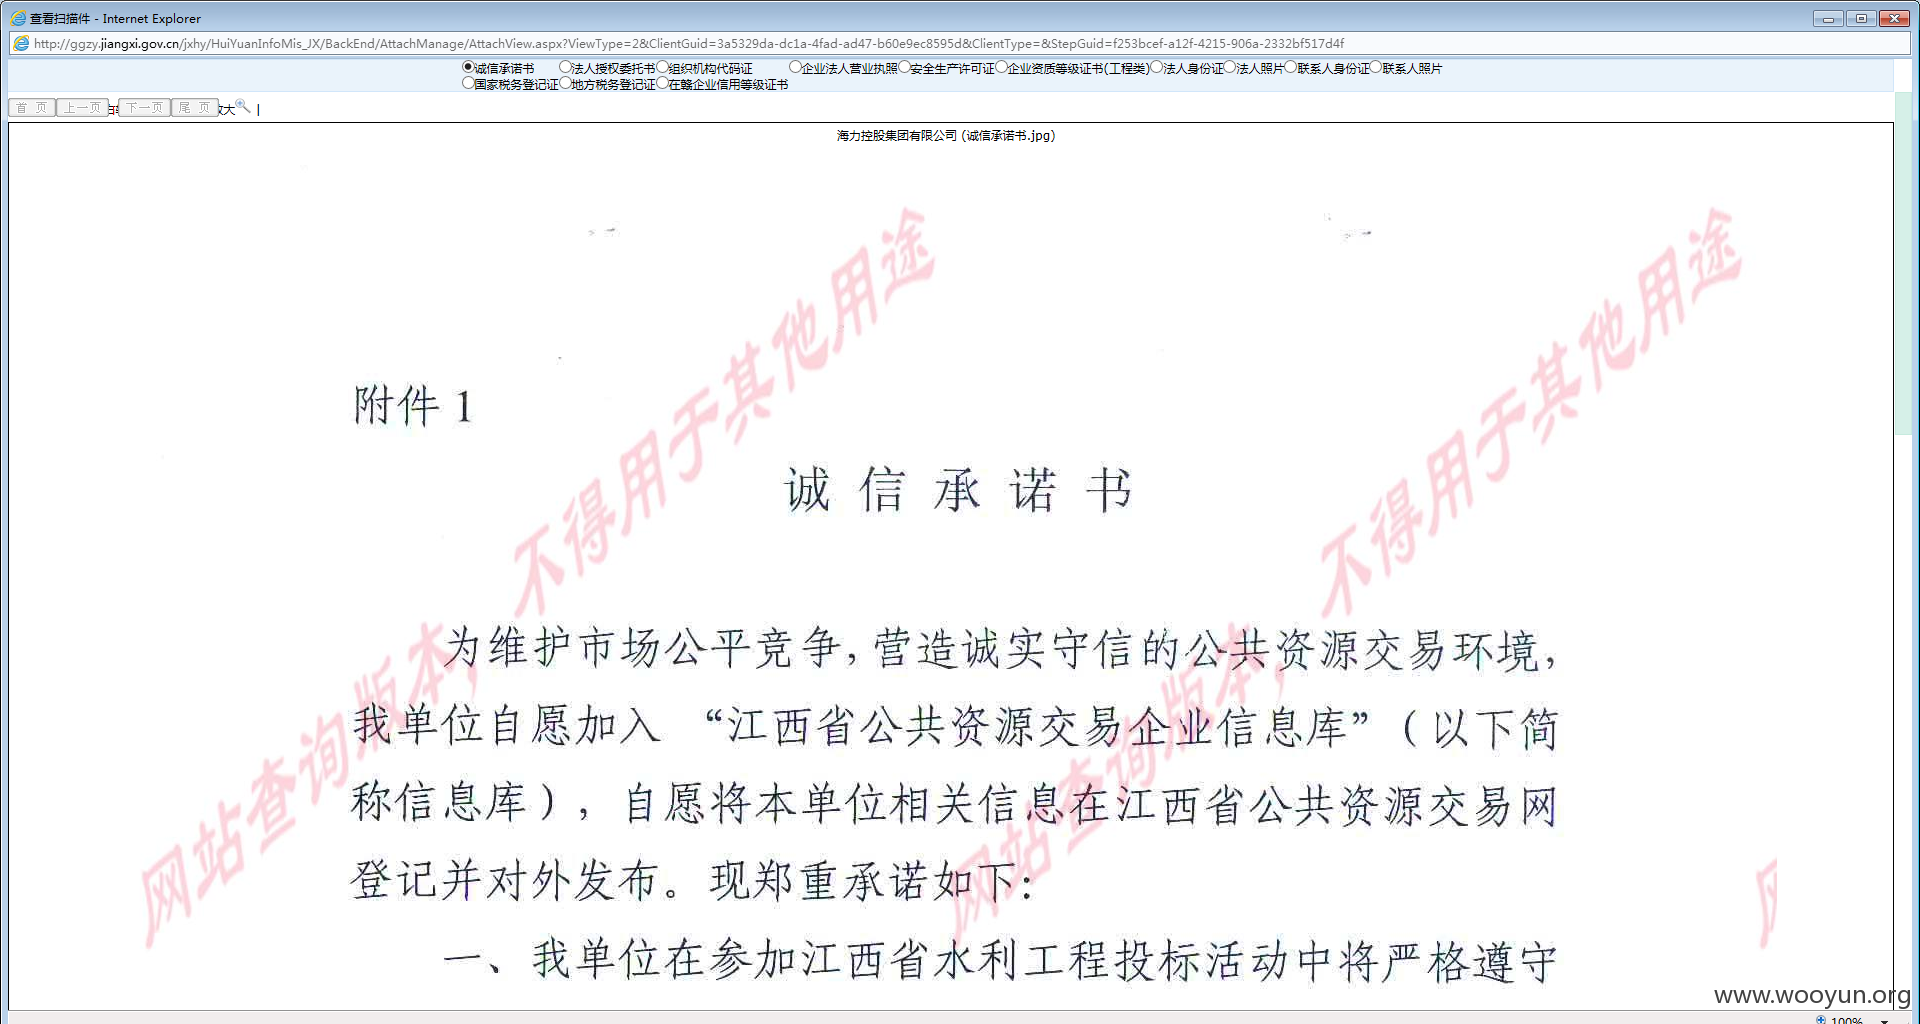 查看扫描件 - Internet Explorer
http://ggzy.jiangxi.gov.cn/jxhy/HuiYuanInfoMis_JX/BackEnd/AttachManage/AttachView.aspx?ViewType=2&ClientGuid=3a5329da-dc1a-4fad-ad47-b60e9ec8595d&ClientType=&StepGuid=f253bcef-a12f-4215-906a-2332bf517d4f
诚信承诺书 法人授权委托书 组织机构代码证 企业法人营业执照 安全生产许可证 企业资质等级证书(工程类) 法人身份证 法人照片 联系人身份证 联系人照片
国家税务登记证 地方税务登记证 在赣企业信用等级证书
首 页 上一页 下一页 尾 页 大 |
海力控股集团有限公司 (诚信承诺书.jpg)
附件 1
诚信承诺书
为维护市场公平竞争,营造诚实守信的公共资源交易环境,
我单位自愿加入 “江西省公共资源交易企业信息库”（以下简
称信息库），自愿将本单位相关信息在江西省公共资源交易网
登记并对外发布。现郑重承诺如下：
一、我单位在参加江西省水利工程投标活动中将严格遵守
网站查询版本，不得用于其他用途
网站查询版本，不得用于其他用途
网
www.wooyun.org
100%